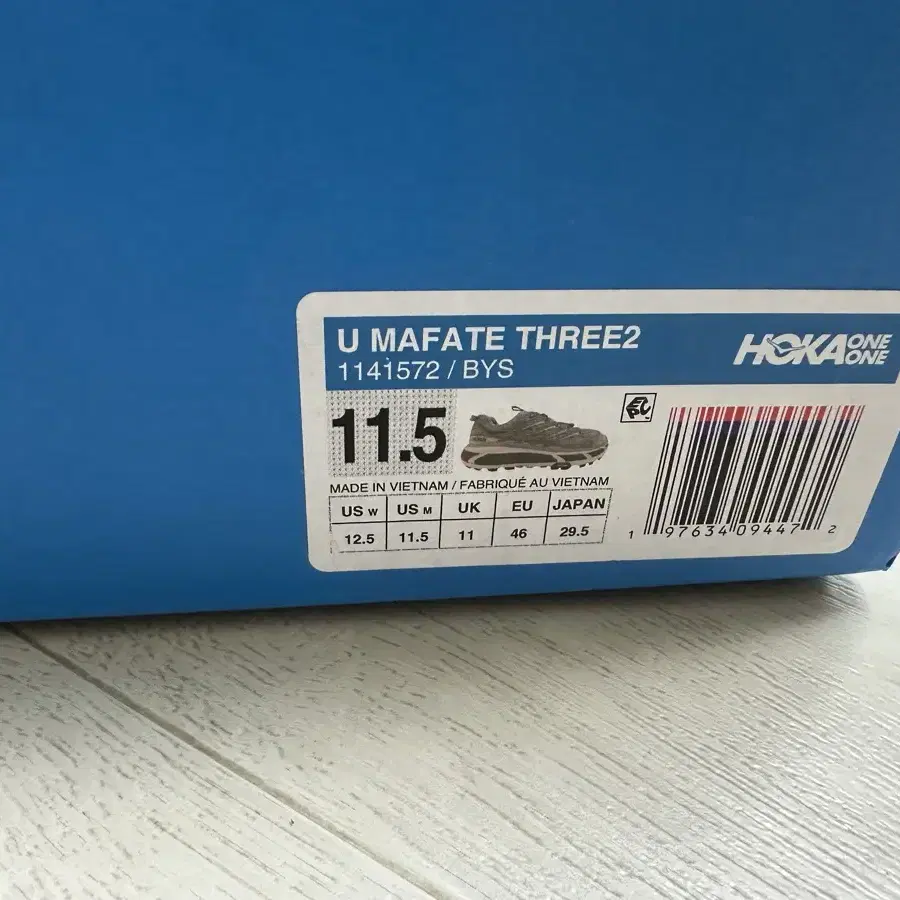 U MAFATE THREE2
1141572 / BYS
HOKA ONE ONE
11.5
EPC
MADE IN VIETNAM / FABRIQUÉ AU VIETNAM
US W US M UK EU JAPAN
12.5 11.5 11 46 29.5
1 97634 09447 2